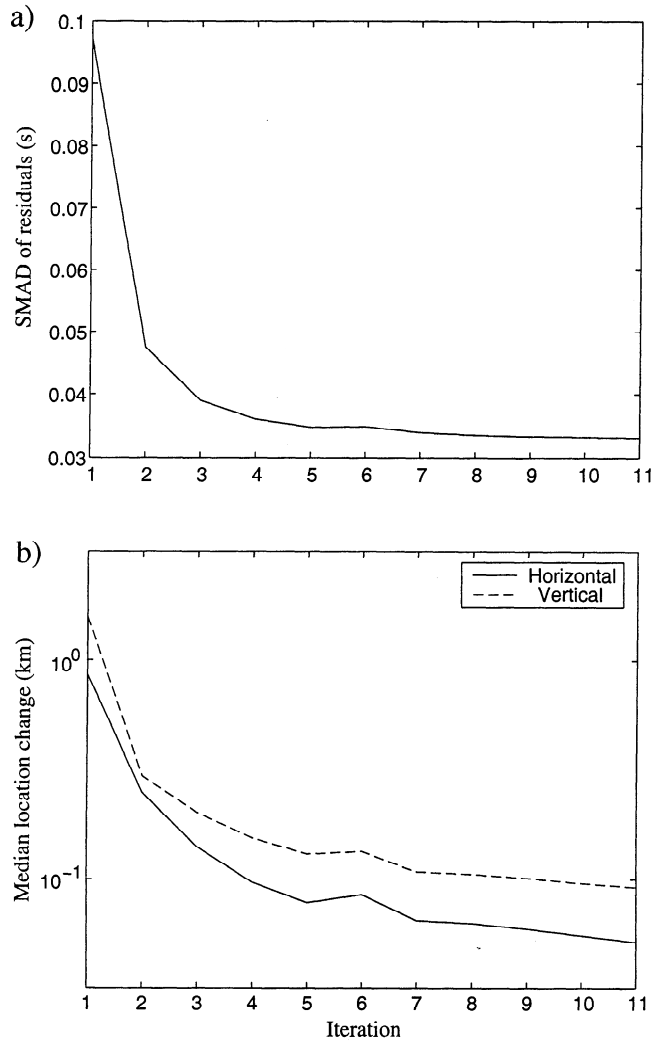 a)
0.1
0.09
0.08
0.07
0.06
0.05
0.04
0.03
SMAD of residuals (s)
1 2 3 4 5 6 7 8 9 10 11
b)
Horizontal
Vertical
10^0
10^-1
Median location change (km)
1 2 3 4 5 6 7 8 9 10 11
Iteration